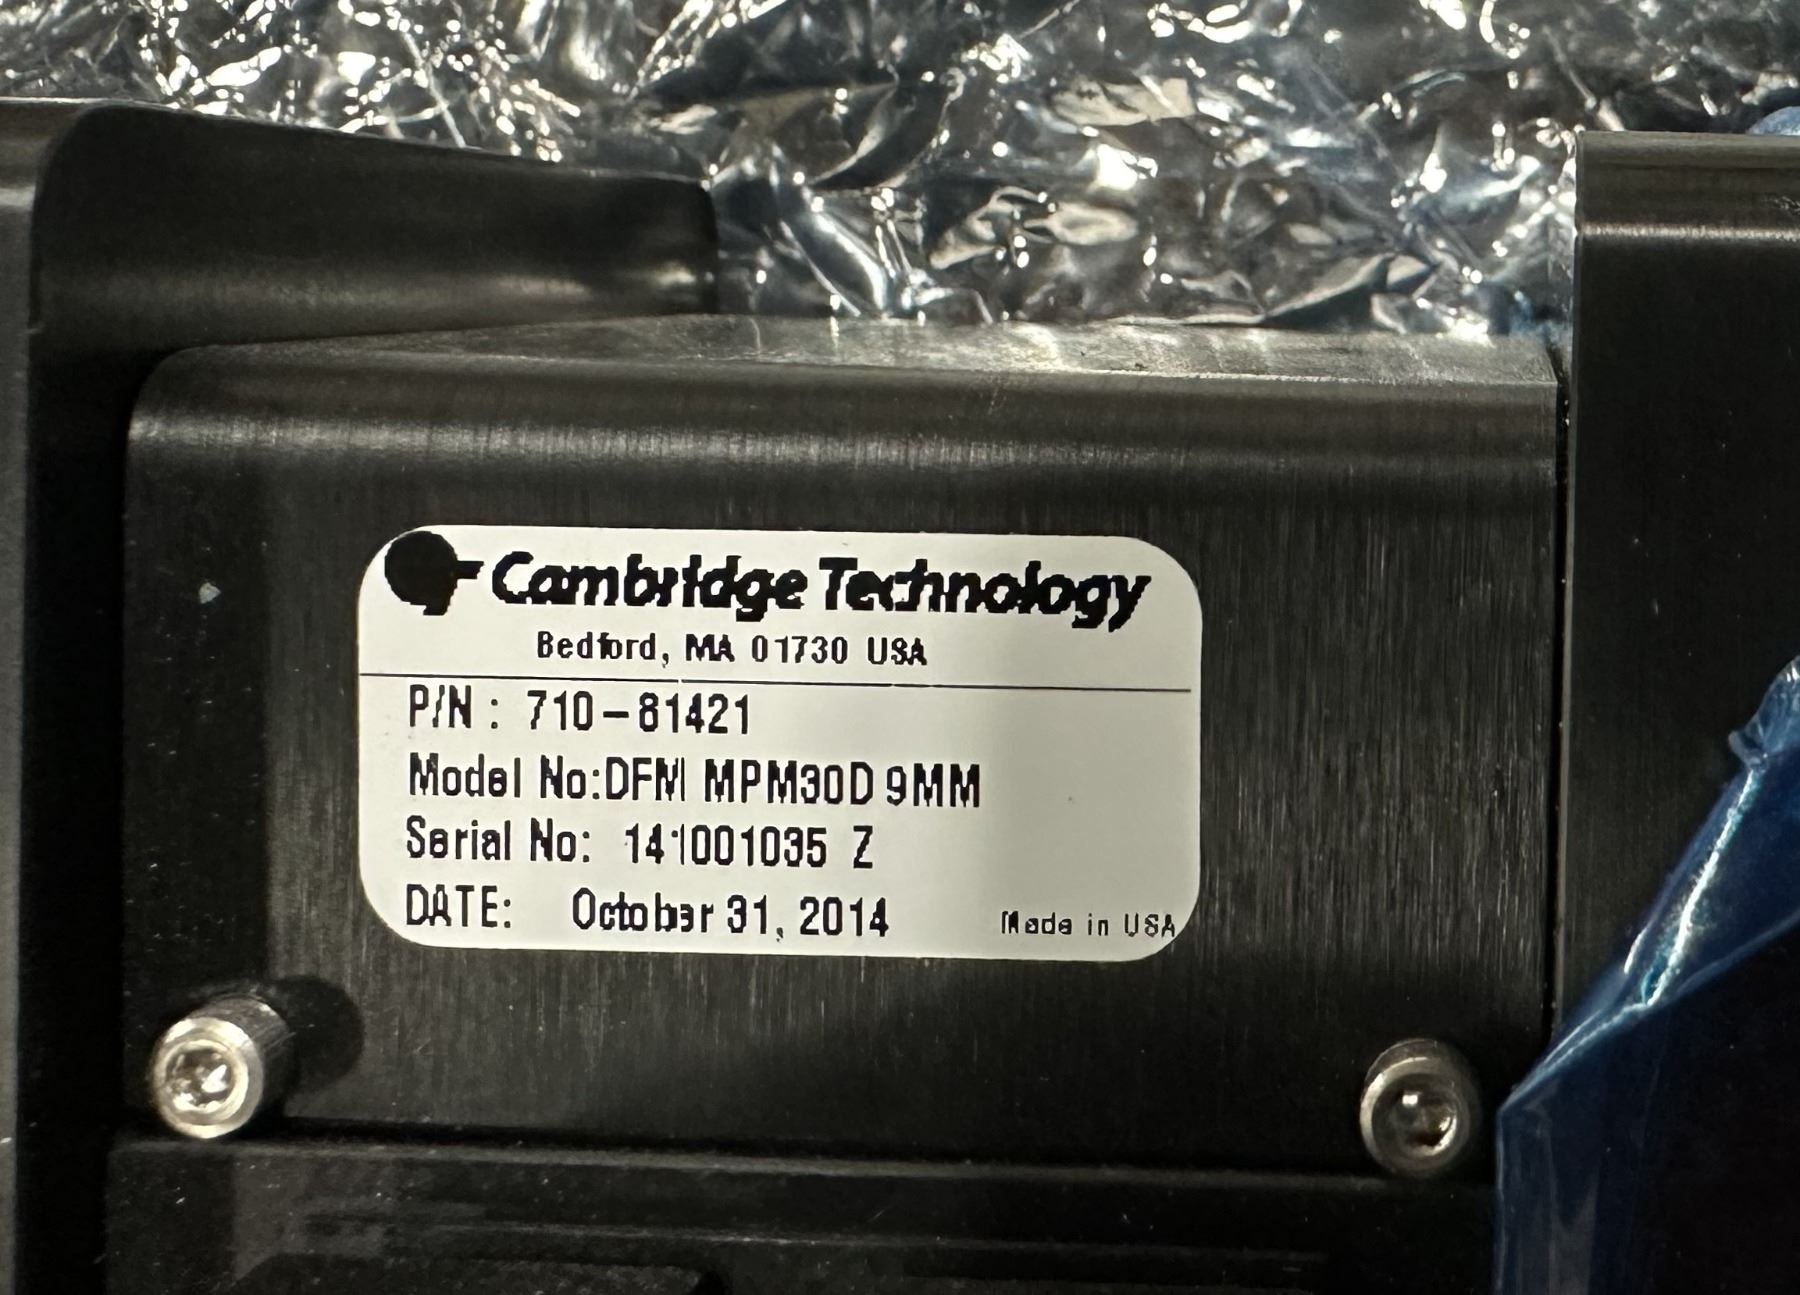 Cambridge Technology
Bedford, MA 01730 USA
P/N : 710-81421
Model No:DFM MPM30D 9MM
Serial No: 141001035 Z
DATE: October 31, 2014
Made in USA